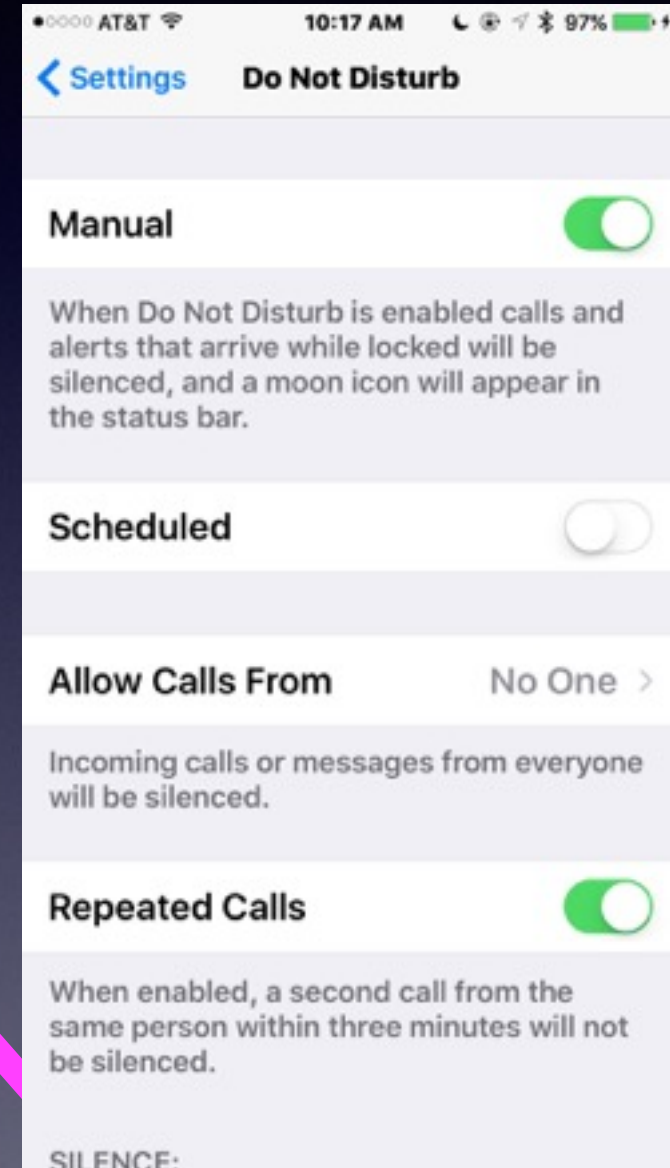 AT&T 10:17 AM 97%
Settings Do Not Disturb
Manual
When Do Not Disturb is enabled calls and
alerts that arrive while locked will be
silenced, and a moon icon will appear in
the status bar.
Scheduled
Allow Calls From No One
Incoming calls or messages from everyone
will be silenced.
Repeated Calls
When enabled, a second call from the
same person within three minutes will not
be silenced.
SILENCE: